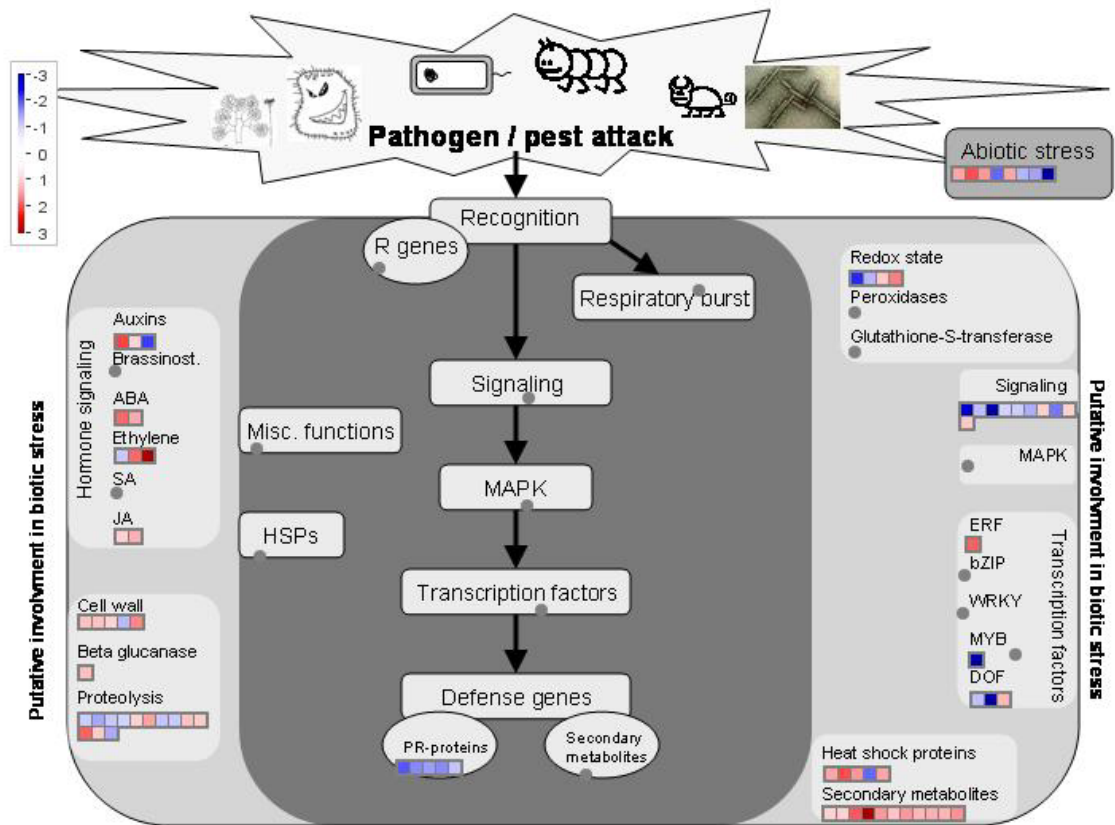 -3
-2
-1
0
1
2
3
Pathogen / pest attack
Abiotic stress
Recognition
R genes
Respiratory burst
Signaling
Misc. functions
MAPK
HSPs
Transcription factors
Defense genes
PR-proteins
Secondary
metabolites
Putative involvment in biotic stress
Hormone signaling
Auxins
Brassinost.
ABA
Ethylene
SA
JA
Cell wall
Beta glucanase
Proteolysis
Redox state
Peroxidases
Glutathione-S-transferase
Signaling
MAPK
ERF
bZIP
WRKY
MYB
DOF
Transcription factors
Putative involvment in biotic stress
Heat shock proteins
Secondary metabolites